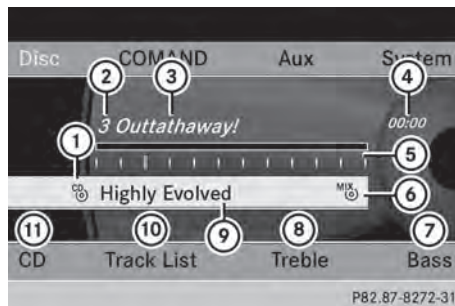 Disc COMAND Aux System
2 3 4
3 Outtathaway! 00:00
1 5
CD Highly Evolved MIX 6
11 10 9 8 7
CD Track List Treble Bass
P82.87-8272-31